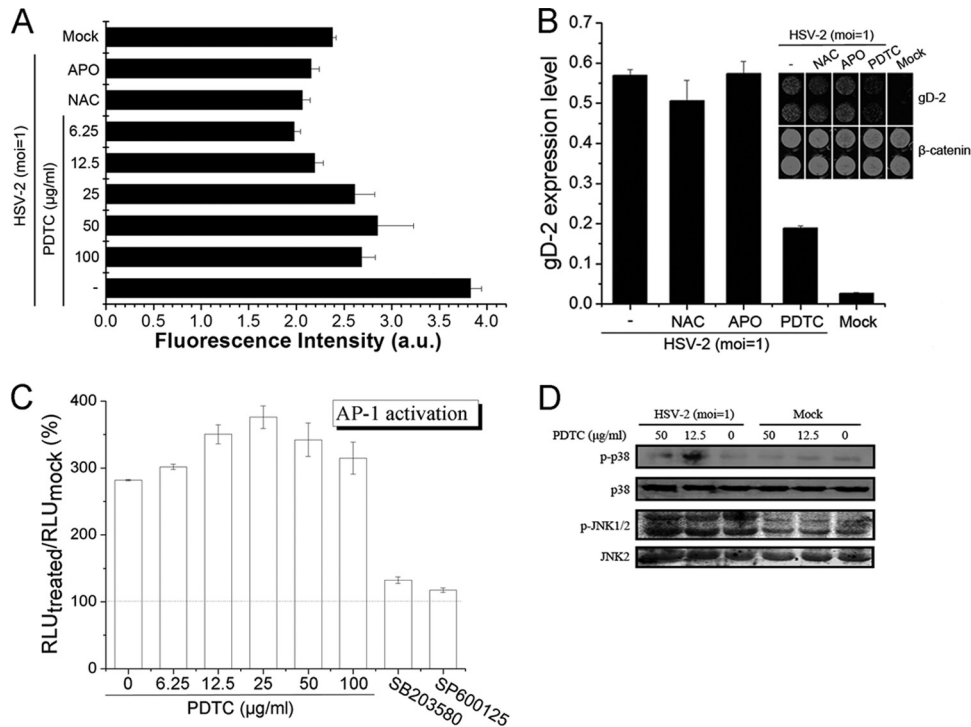 A
Mock
APO
NAC
6.25
12.5
25
50
100
-
HSV-2 (moi=1)
PDTC (μg/ml)
0.0 0.5 1.0 1.5 2.0 2.5 3.0 3.5 4.0
Fluorescence Intensity (a.u.)
B
gD-2 expression level
0.7
0.6
0.5
0.4
0.3
0.2
0.1
0.0
- NAC APO PDTC Mock
HSV-2 (moi=1)
HSV-2 (moi=1)
- NAC APO PDTC Mock
gD-2
β-catenin
C
AP-1 activation
RLUtreated/RLUmock (%)
400
300
200
100
0
0 6.25 12.5 25 50 100 SB203580 SP600125
PDTC (μg/ml)
D
HSV-2 (moi=1) Mock
PDTC (μg/ml) 50 12.5 0 50 12.5 0
p-p38
p38
p-JNK1/2
JNK2